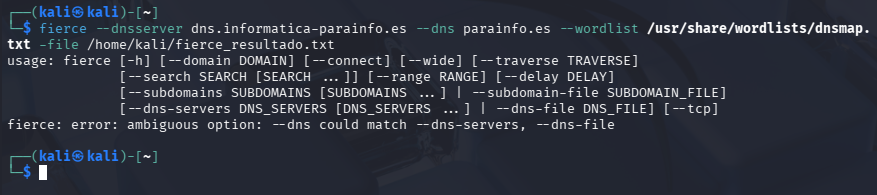 ┌──(kali㉿kali)-[~]
└─$ fierce --dnsserver dns.informatica-parainfo.es --dns parainfo.es --wordlist /usr/share/wordlists/dnsmap.
txt -file /home/kali/fierce_resultado.txt
usage: fierce [-h] [--domain DOMAIN] [--connect] [--wide] [--traverse TRAVERSE]
              [--search SEARCH [SEARCH ...]] [--range RANGE] [--delay DELAY]
              [--subdomains SUBDOMAINS [SUBDOMAINS ...] | --subdomain-file SUBDOMAIN_FILE]
              [--dns-servers DNS_SERVERS [DNS_SERVERS ...] | --dns-file DNS_FILE] [--tcp]
fierce: error: ambiguous option: --dns could match --dns-servers, --dns-file

┌──(kali㉿kali)-[~]
└─$